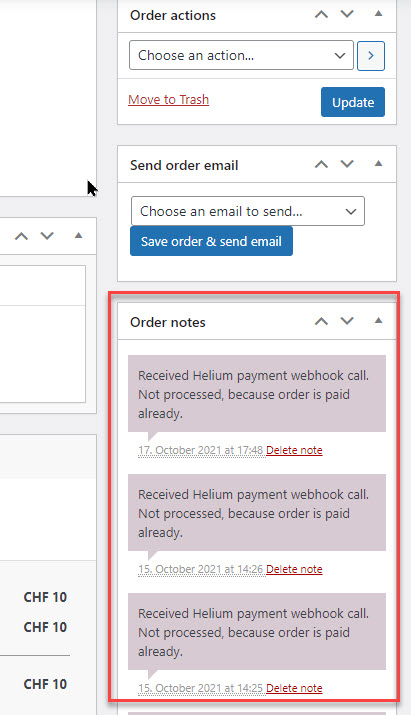 Order actions
Choose an action...
Move to Trash
Update
Send order email
Choose an email to send...
Save order & send email
Order notes
Received Helium payment webhook call.
Not processed, because order is paid
already.
17. October 2021 at 17:48 Delete note
Received Helium payment webhook call.
Not processed, because order is paid
already.
15. October 2021 at 14:26 Delete note
Received Helium payment webhook call.
Not processed, because order is paid
already.
15. October 2021 at 14:25 Delete note
CHF 10
CHF 10
CHF 10